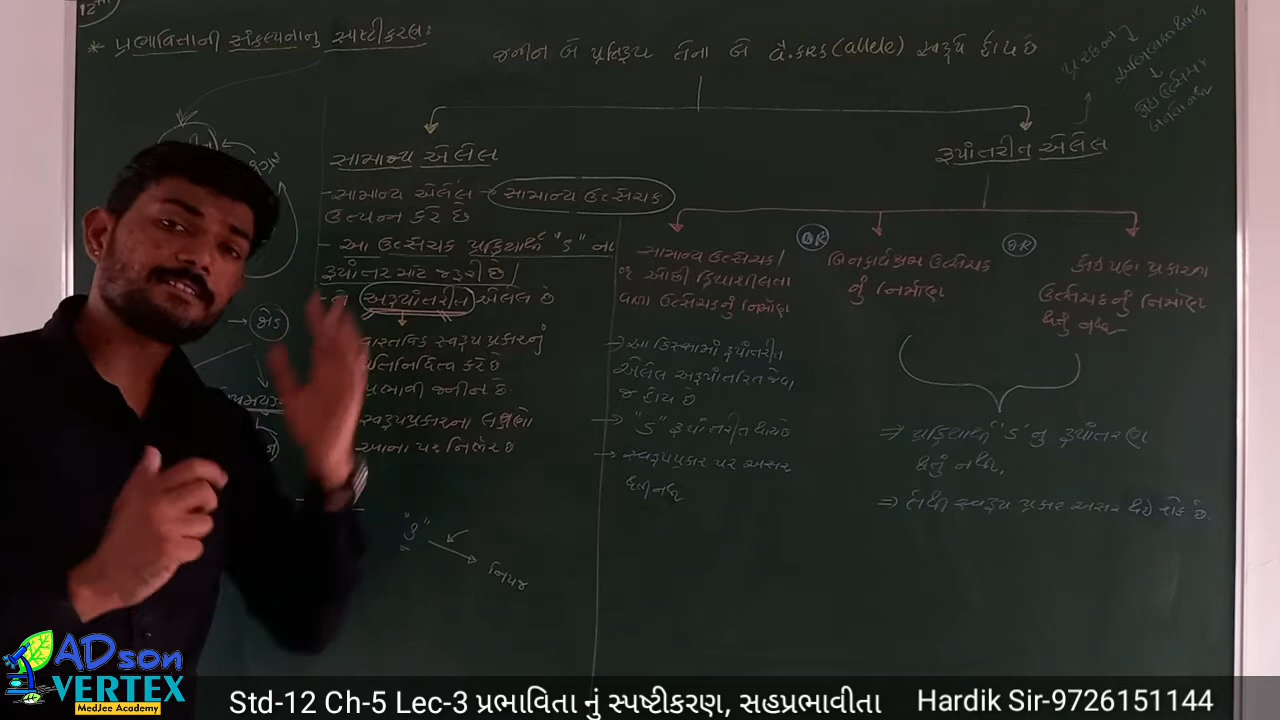 12th
* પ્રભાવિતાની સંકલ્પનાનુ સ્પષ્ટીકરણ:
જનીન બે પ્રતિરૂપ તેના બે વૈ.કારક (allele) સ્વરૂપે હોય છે
સામાન્ય એલેલ
- સામાન્ય એલેલ → સામાન્ય ઉત્સેચક
ઉત્પન્ન કરે છે
- આ ઉત્સેચક પ્રક્રિયાર્થી "S" ના
રૂપાંતર માટે જરૂરી છે
- તે અરૂપાંતરીત એલેલ છે
વાસ્તવિક સ્વરૂપ પ્રકારનું
પ્રતિનિધિત્વ કરે છે
પ્રભાવી જનીન છે.
સ્વરૂપપ્રકારના લક્ષણો
આના પર નિર્ભર છે
"S"
→ નિપજ
રૂપાંતરીત એલેલ
સામાન્ય ઉત્સેચક /
ઓછી ક્રિયાશીલતા
વાળા ઉત્સેચકનું નિર્માણ
OR
બિનકાર્યક્ષમ ઉત્સેચક
નું નિર્માણ
OR
કોઈ પણ પ્રકારના
ઉત્સેચકનું નિર્માણ
થતું નથી
→ આ કિસ્સામાં રૂપાંતરીત
એલેલ અરૂપાંતરિત જેવા
જ હોય છે
→ "S" રૂપાંતરીત થાય છે
→ સ્વરૂપપ્રકાર પર અસર
થતી નથી
⇒ પ્રક્રિયાર્થી 'S' નુ રૂપાંતરણ
થતું નથી.
⇒ તેથી સ્વરૂપ પ્રકાર અસર થઈ શકે છે.
ADson
VERTEX
MedJee Academy
Std-12 Ch-5 Lec-3 પ્રભાવિતા નું સ્પષ્ટીકરણ, સહપ્રભાવીતા Hardik Sir-9726151144